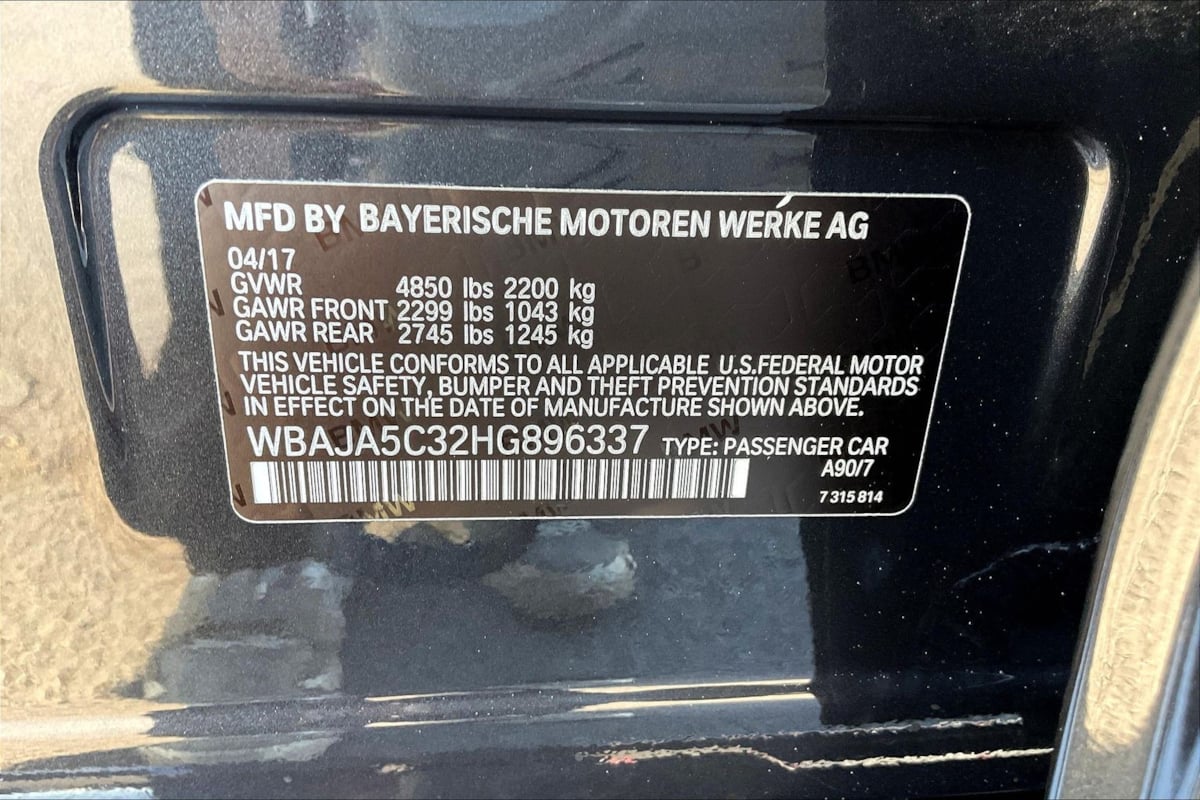 MFD BY BAYERISCHE MOTOREN WERKE AG
04/17
GVWR 4850 lbs 2200 kg
GAWR FRONT 2299 lbs 1043 kg
GAWR REAR 2745 lbs 1245 kg
THIS VEHICLE CONFORMS TO ALL APPLICABLE U.S.FEDERAL MOTOR
VEHICLE SAFETY, BUMPER AND THEFT PREVENTION STANDARDS
IN EFFECT ON THE DATE OF MANUFACTURE SHOWN ABOVE.
WBAJA5C32HG896337 TYPE: PASSENGER CAR
A90/7
7 315 814
BMW